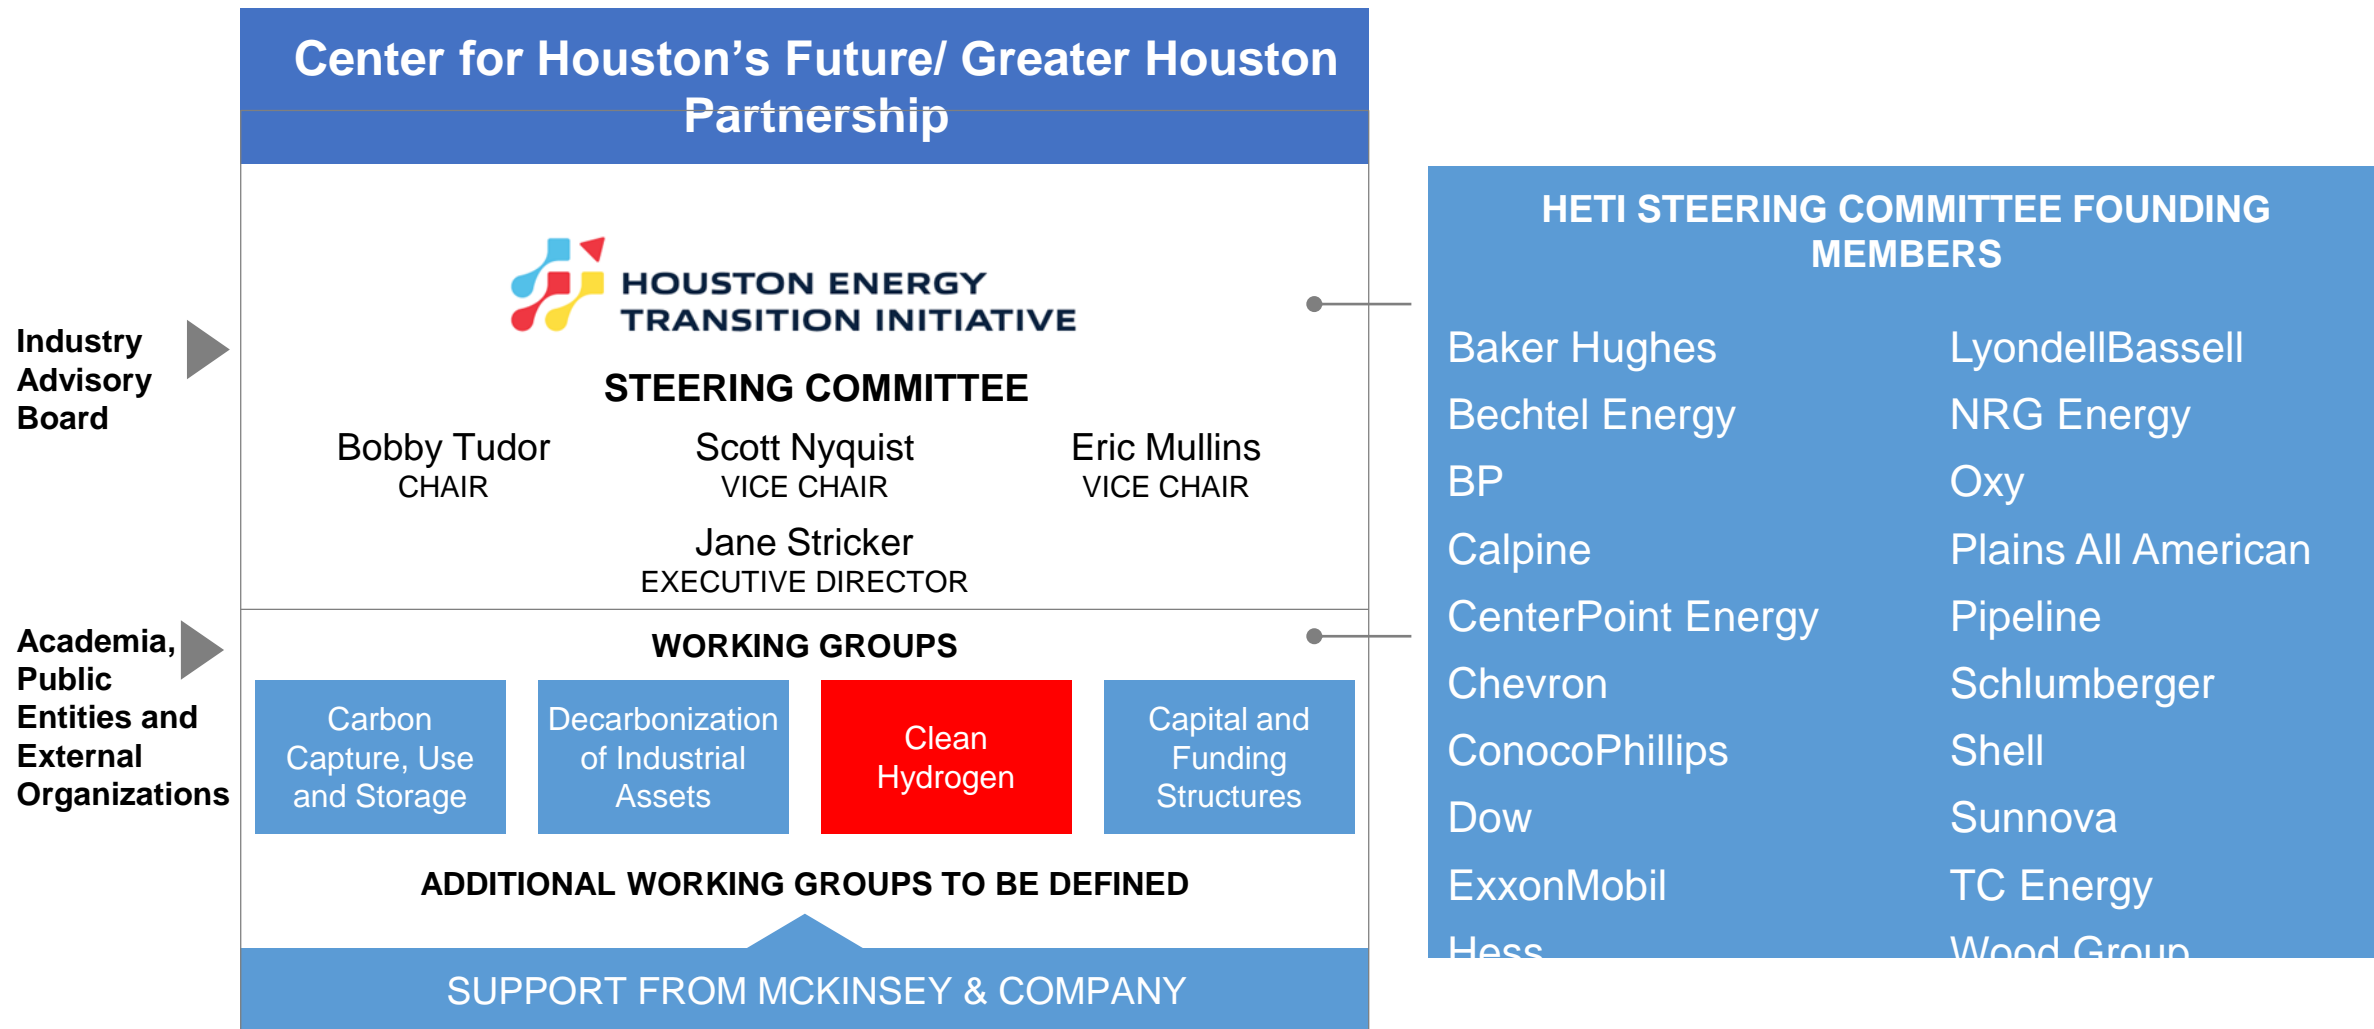 Center for Houston’s Future/ Greater Houston
Partnership
HOUSTON ENERGY
TRANSITION INITIATIVE
STEERING COMMITTEE
Bobby Tudor
CHAIR
Scott Nyquist
VICE CHAIR
Eric Mullins
VICE CHAIR
Jane Stricker
EXECUTIVE DIRECTOR
Industry
Advisory
Board
Academia,
Public
Entities and
External
Organizations
WORKING GROUPS
Carbon
Capture, Use
and Storage
Decarbonization
of Industrial
Assets
Clean
Hydrogen
Capital and
Funding
Structures
ADDITIONAL WORKING GROUPS TO BE DEFINED
SUPPORT FROM MCKINSEY & COMPANY
HETI STEERING COMMITTEE FOUNDING
MEMBERS
Baker Hughes
Bechtel Energy
BP
Calpine
CenterPoint Energy
Chevron
ConocoPhillips
Dow
ExxonMobil
Hess
LyondellBassell
NRG Energy
Oxy
Plains All American
Pipeline
Schlumberger
Shell
Sunnova
TC Energy
Wood Group